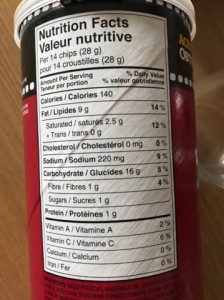 Nutrition Facts
Valeur nutritive
Per 14 chips (28 g)
pour 14 croustilles (28 g)
Amount Per Serving % Daily Value
Teneur par portion % valeur quotidienne
Calories / Calories 140
Fat / Lipides 9 g 14 %
Saturated / saturés 2.5 g 12 %
+ Trans / trans 0 g
Cholesterol / Cholestérol 0 mg 0 %
Sodium / Sodium 220 mg 9 %
Carbohydrate / Glucides 16 g 5 %
Fibre / Fibres 1 g
Sugars / Sucres 1 g
Protein / Protéines 1 g
Vitamin A / Vitamine A 2 %
Vitamin C / Vitamine C 6 %
Calcium / Calcium 0 %
Iron / Fer 0 %